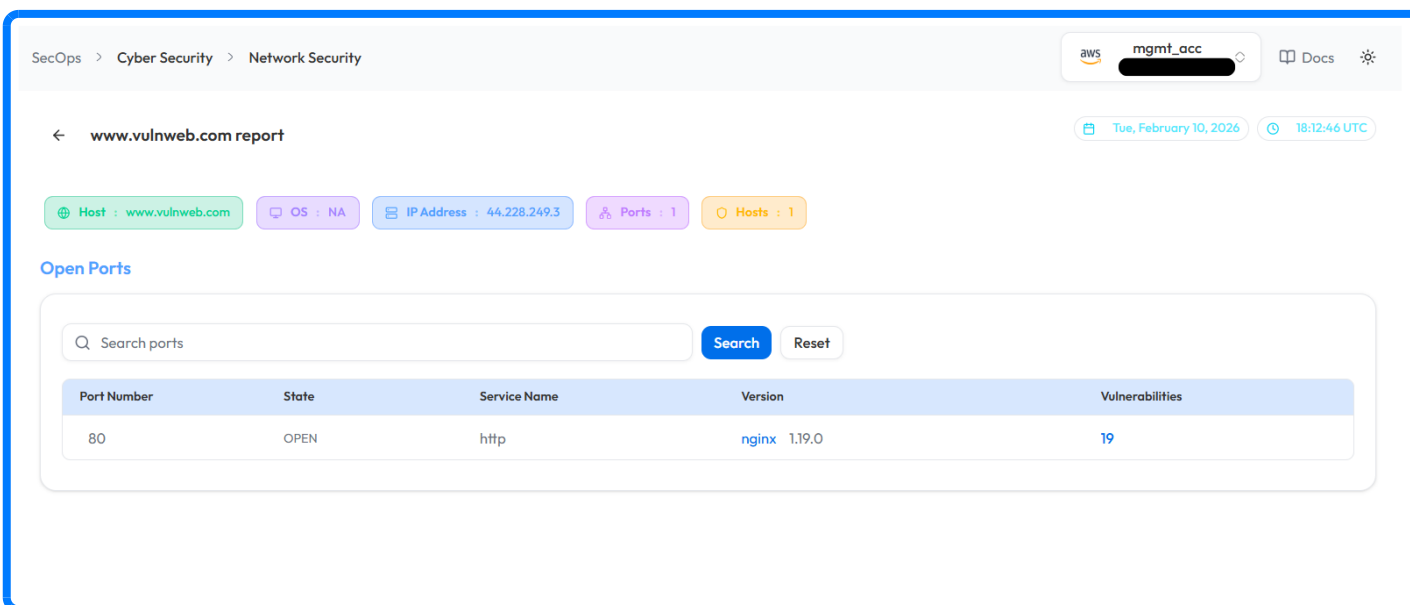 SecOps > Cyber Security > Network Security
aws mgmt_acc
Docs
www.vulnweb.com report
Tue, February 10, 2026 18:12:46 UTC
Host : www.vulnweb.com OS : NA IP Address : 44.228.249.3 Ports : 1 Hosts : 1
Open Ports
Search ports Search Reset
Port Number State Service Name Version Vulnerabilities
80 OPEN http nginx 1.19.0 19